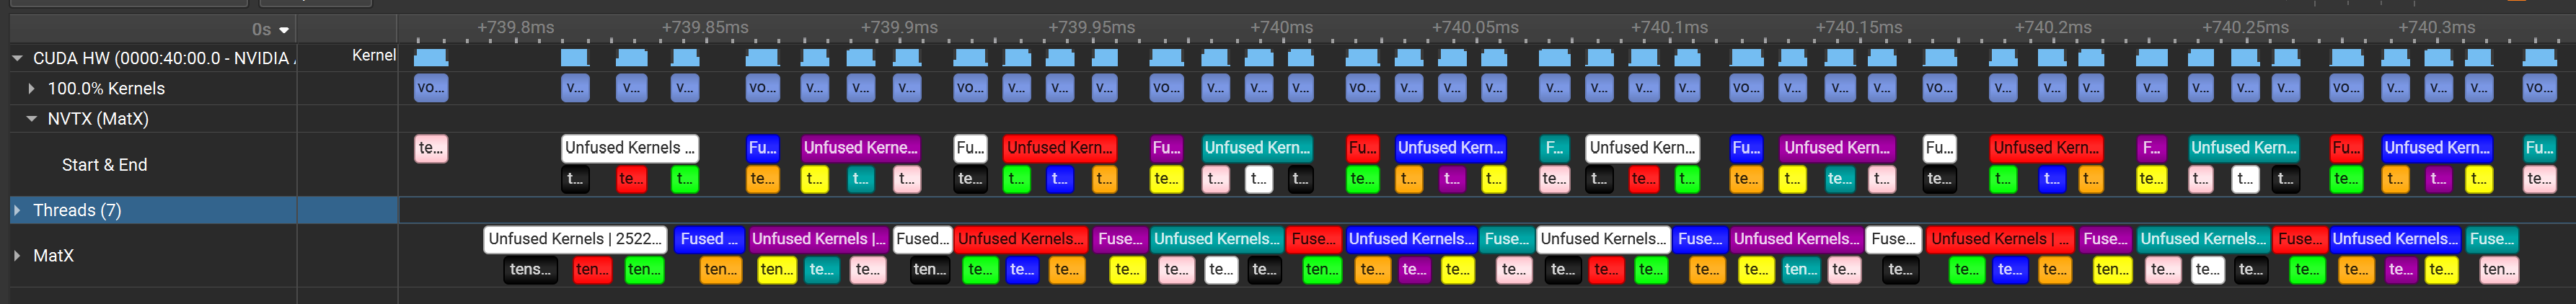 0s +739.8ms +739.85ms +739.9ms +739.95ms +740ms +740.05ms +740.1ms +740.15ms +740.2ms +740.25ms +740.3ms
CUDA HW (0000:40:00.0 - NVIDIA Kernel
100.0% Kernels vo... v... v... v... vo... v... v... v... vo... v... v... v... vo... v... v... v... vo... v... v... v... vo... v... v... v... vo... v... v... v... vo... v... v... v... vo... v... v... v... vo... v... v... v... vo...
NVTX (MatX)
te... Unfused Kernels ... Fu... Unfused Kerne... Fu... Unfused Kern... Fu... Unfused Kern... Fu... Unfused Kern... F... Unfused Kern... Fu... Unfused Kern... Fu... Unfused Kern... F... Unfused Kern... Fu... Unfused Kern... Fu...
Start & End
t... te... t... te... t... t... t... te... t... t... t... te... t... t... t... te... t... t... t... te... t... te... t... te... t... te... t... te... t... t... t... te... t... t... t... te... t... t... t... te...
Threads (7)
Unfused Kernels | 2522... Fused ... Unfused Kernels |... Fused... Unfused Kernels... Fuse... Unfused Kernels... Fuse... Unfused Kernels... Fuse... Unfused Kernels... Fuse... Unfused Kernels... Fuse... Unfused Kernels | ... Fuse... Unfused Kernels... Fuse... Unfused Kernels... Fuse...
MatX
tens... ten... ten... ten... ten... te... te... ten... te... te... te... te... te... te... te... ten... te... te... te... te... te... te... te... te... te... ten... te... te... te... te... te... ten... te... te... te... te... te... te... te... ten...